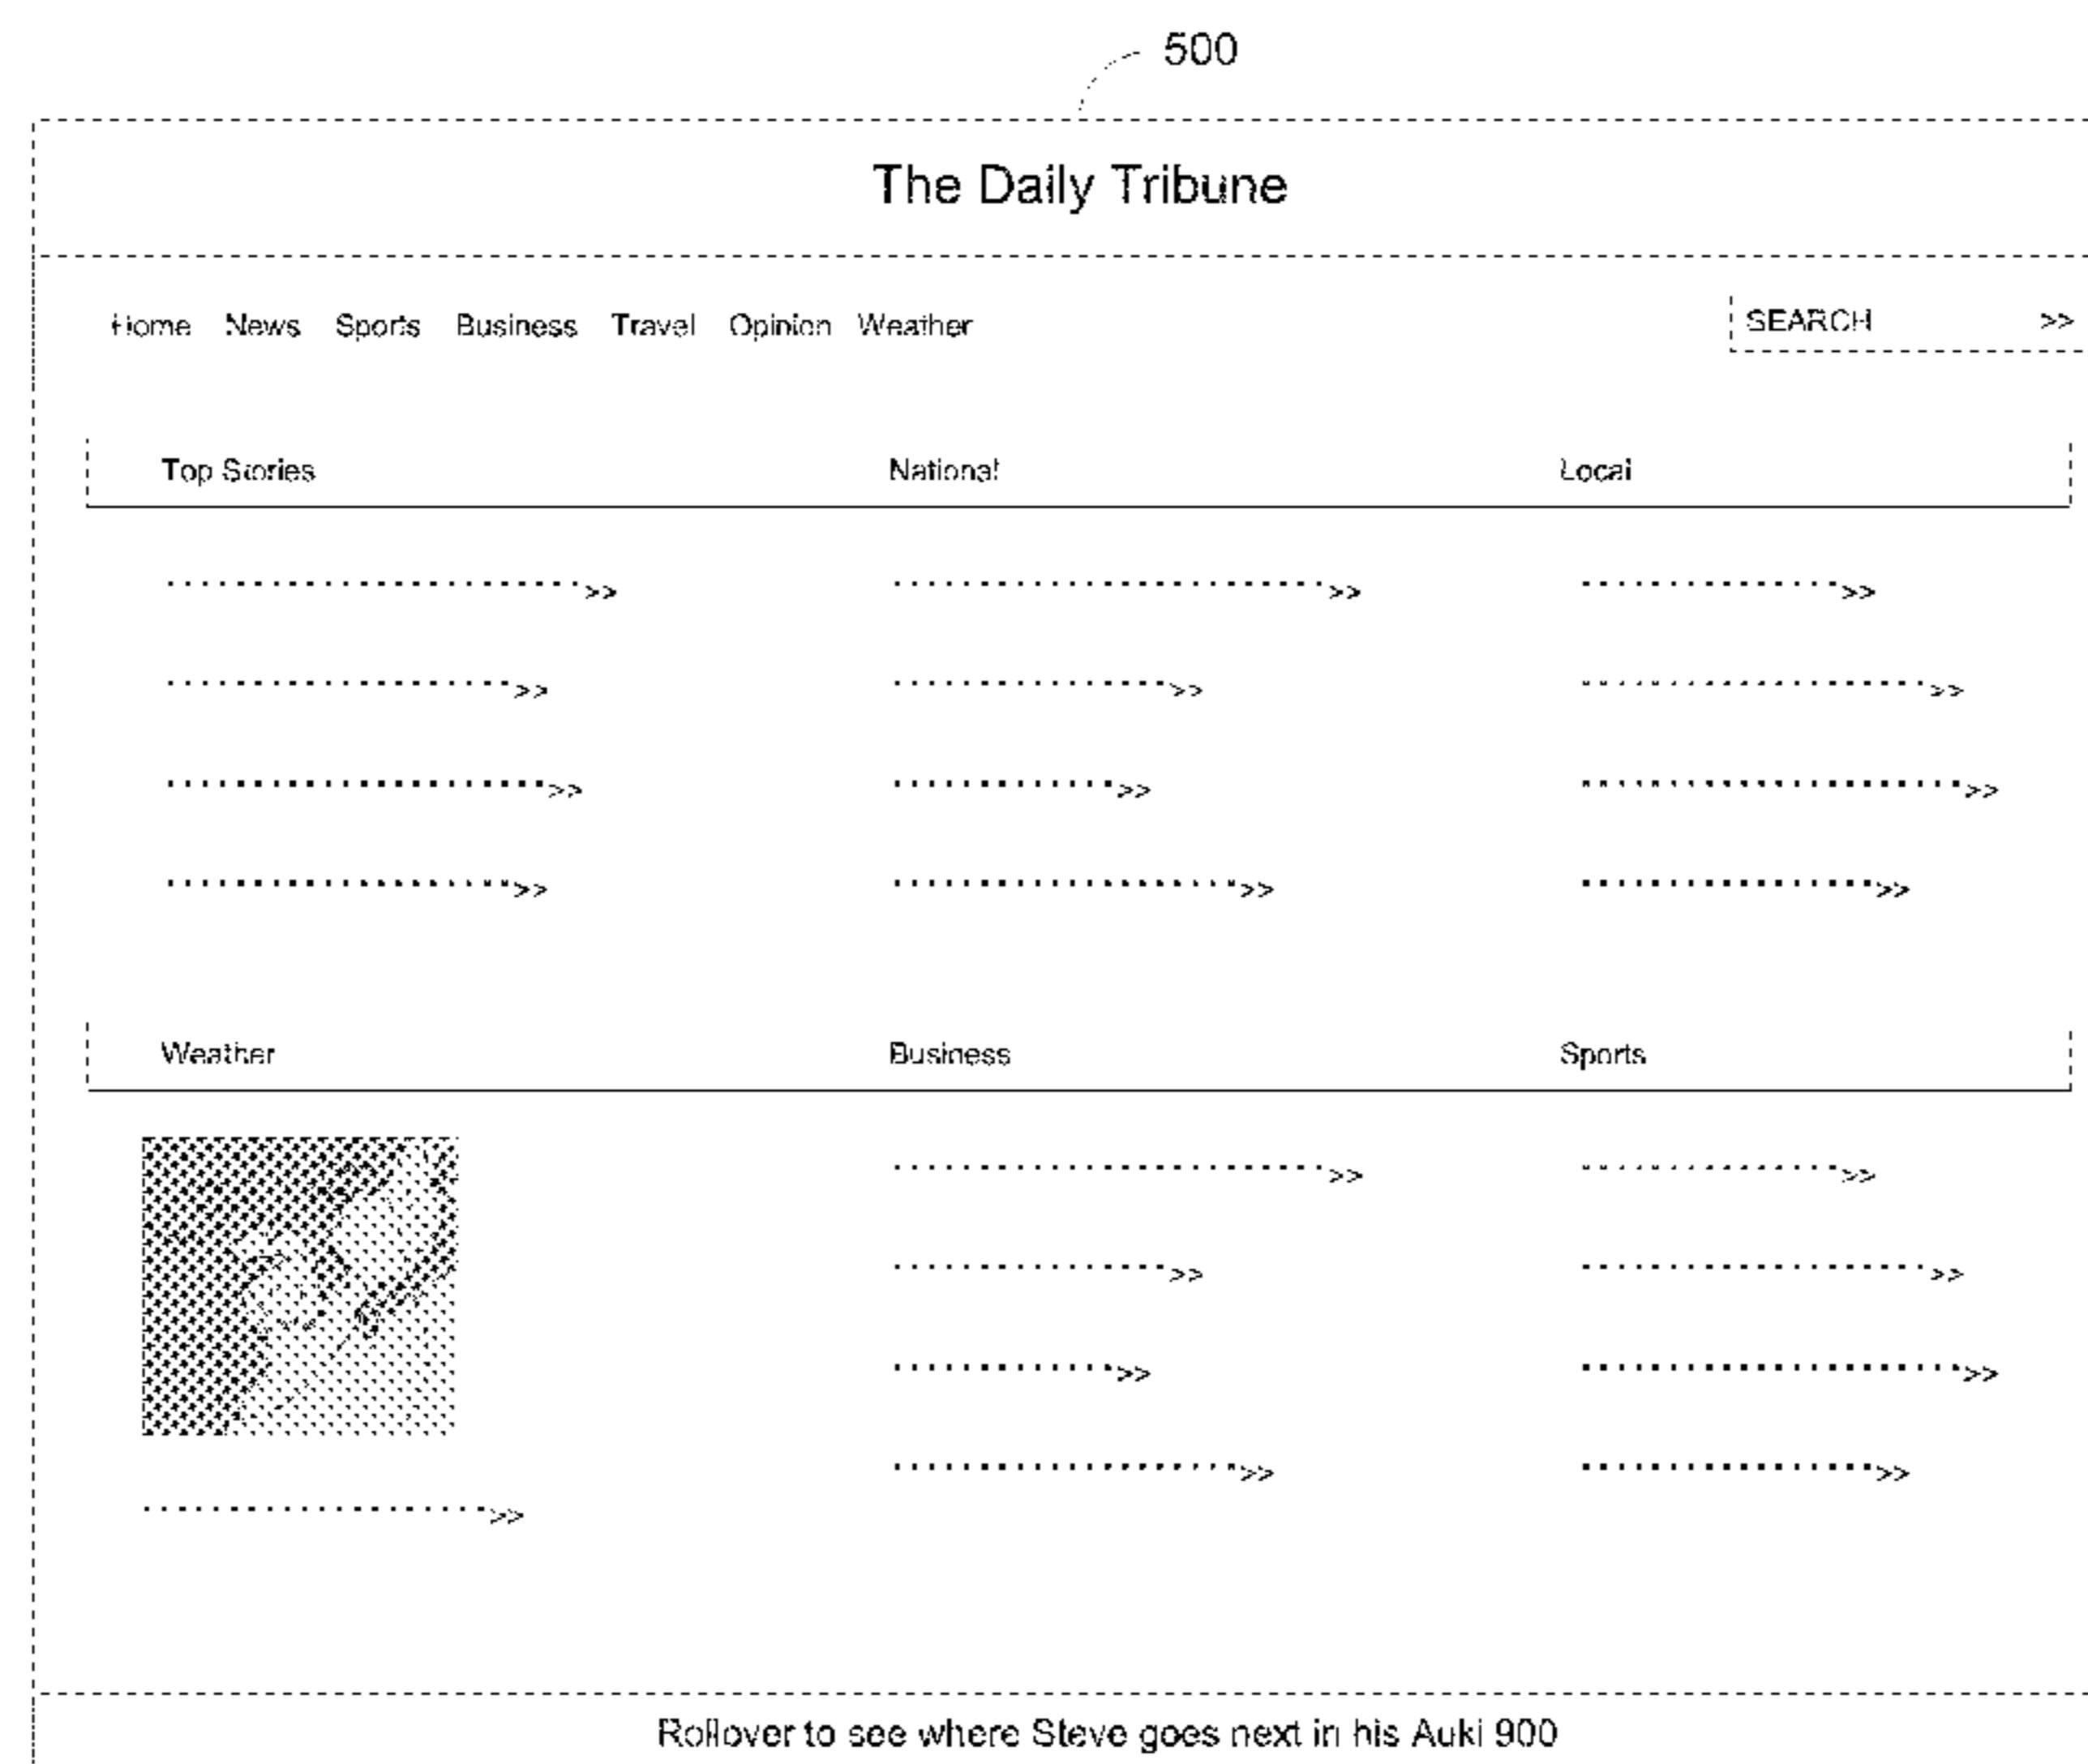 500
The Daily Tribune
Home News Sports Business Travel Opinion Weather SEARCH >>
Top Stories National Local
>> >> >>
>> >> >>
>> >> >>
>> >> >>
Weather Business Sports
>> >>
>> >>
>> >>
>> >>
>>
Rollover to see where Steve goes next in his Auki 900